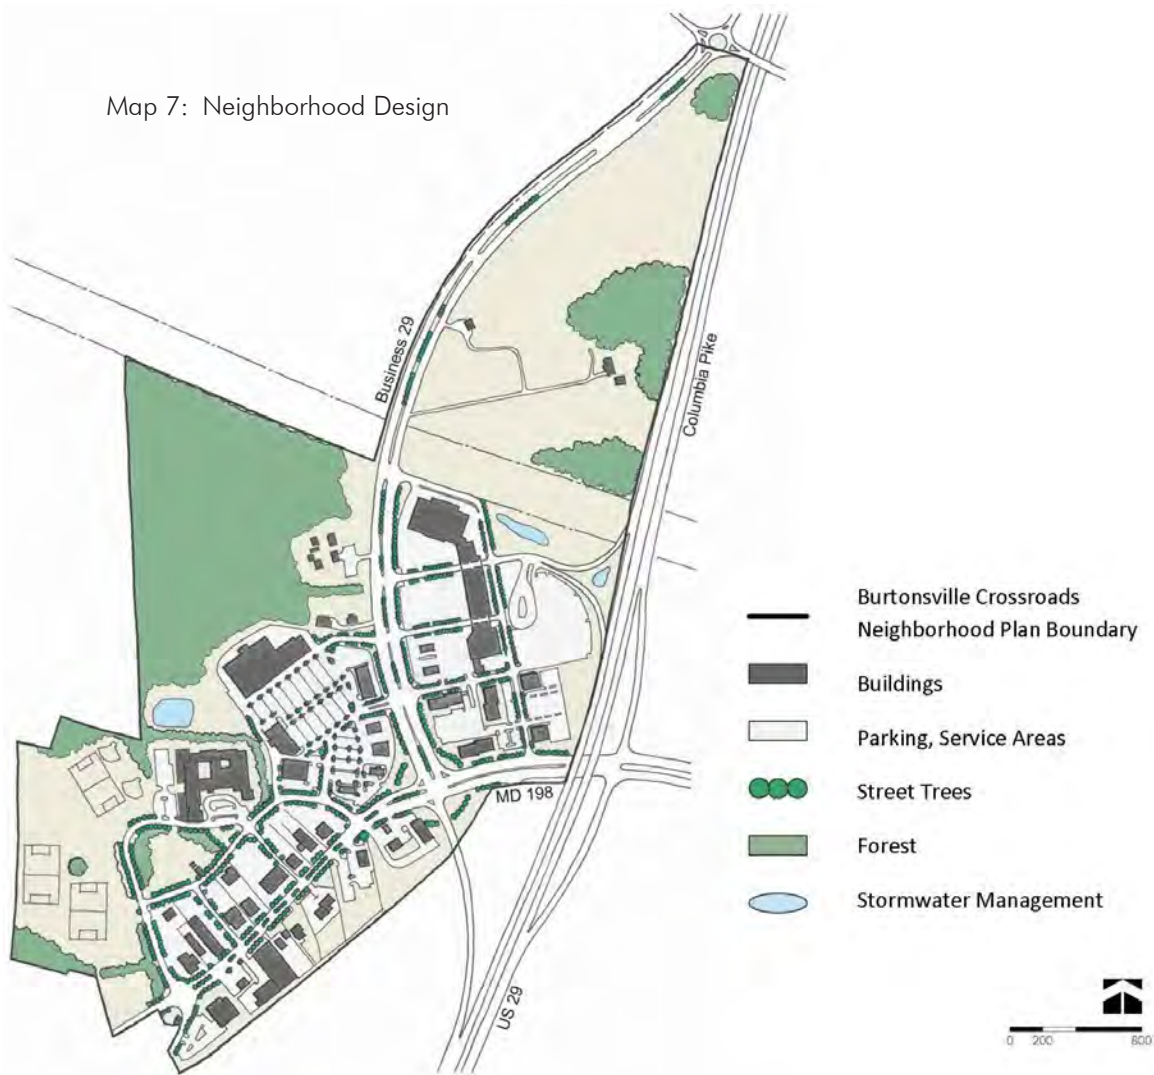 Map 7: Neighborhood Design
Business 29
Columbia Pike
MD 198
US 29
Burtonsville Crossroads
Neighborhood Plan Boundary
Buildings
Parking, Service Areas
Street Trees
Forest
Stormwater Management
0 200 600